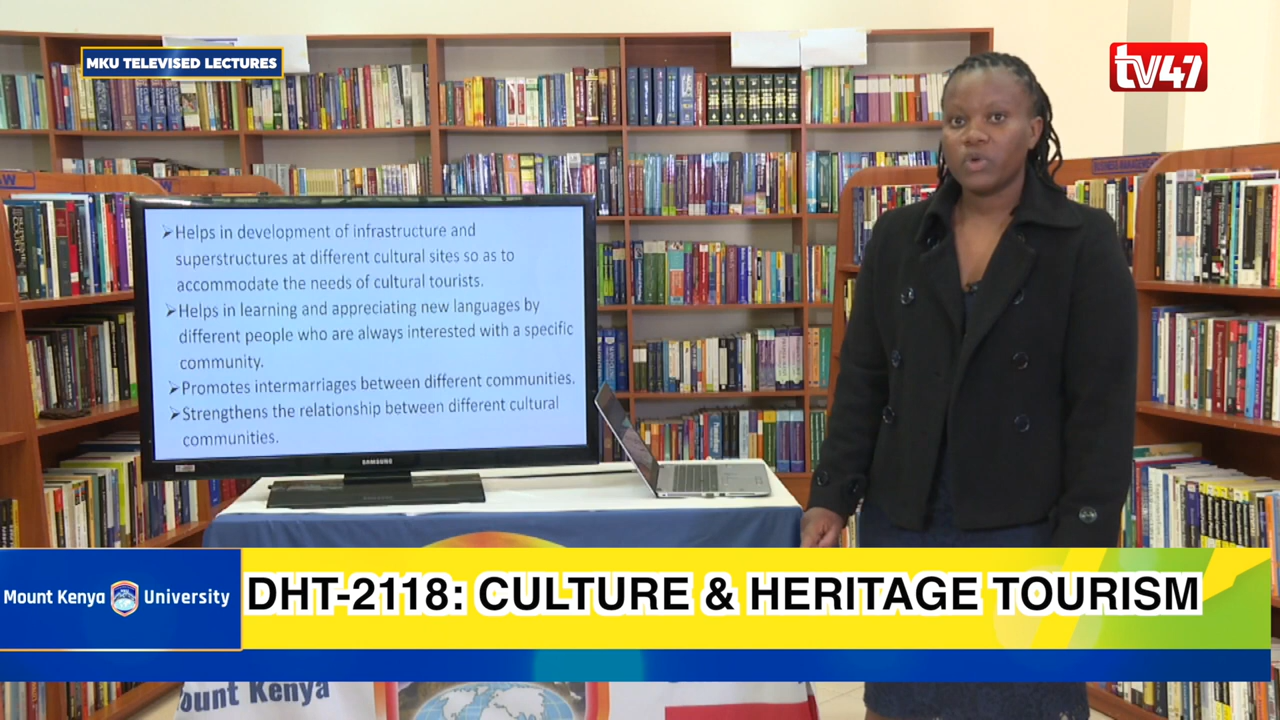 MKU TELEVISED LECTURES
tv47
BUSINESS MANAGEMENT
➢Helps in development of infrastructure and
superstructures at different cultural sites so as to
accommodate the needs of cultural tourists.
➢Helps in learning and appreciating new languages by
different people who are always interested with a specific
community.
➢Promotes intermarriages between different communities.
➢Strengthens the relationship between different cultural
communities.
SAMSUNG
Mount Kenya University
DHT-2118: CULTURE & HERITAGE TOURISM
Mount Kenya